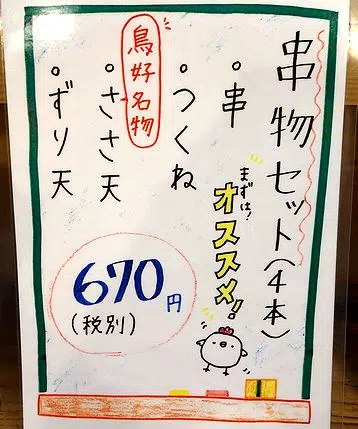 串物セット(4本)
まずは!
オススメ!
・串
・つくね
鳥好名物
・ささ天
・ずり天
670円
(税別)